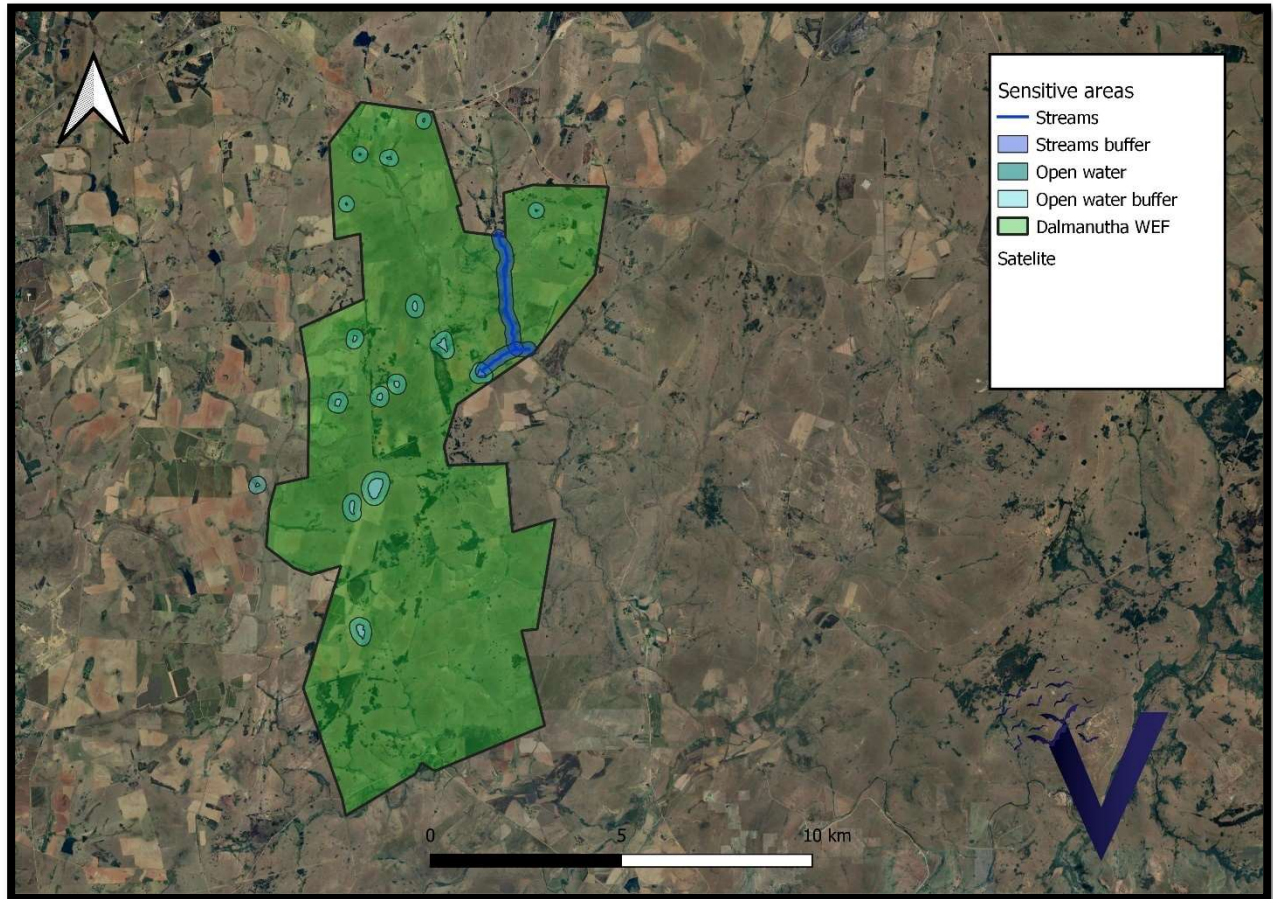 Sensitive areas
Streams
Streams buffer
Open water
Open water buffer
Dalmanutha WEF
Satelite
0 5 10 km
V